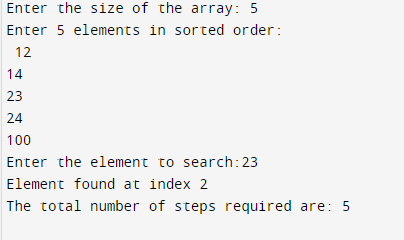 Enter the size of the array: 5
Enter 5 elements in sorted order:
 12
14
23
24
100
Enter the element to search:23
Element found at index 2
The total number of steps required are: 5